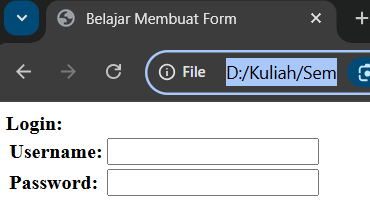 Belajar Membuat Form
File D:/Kuliah/Sem
Login:
Username:
Password: